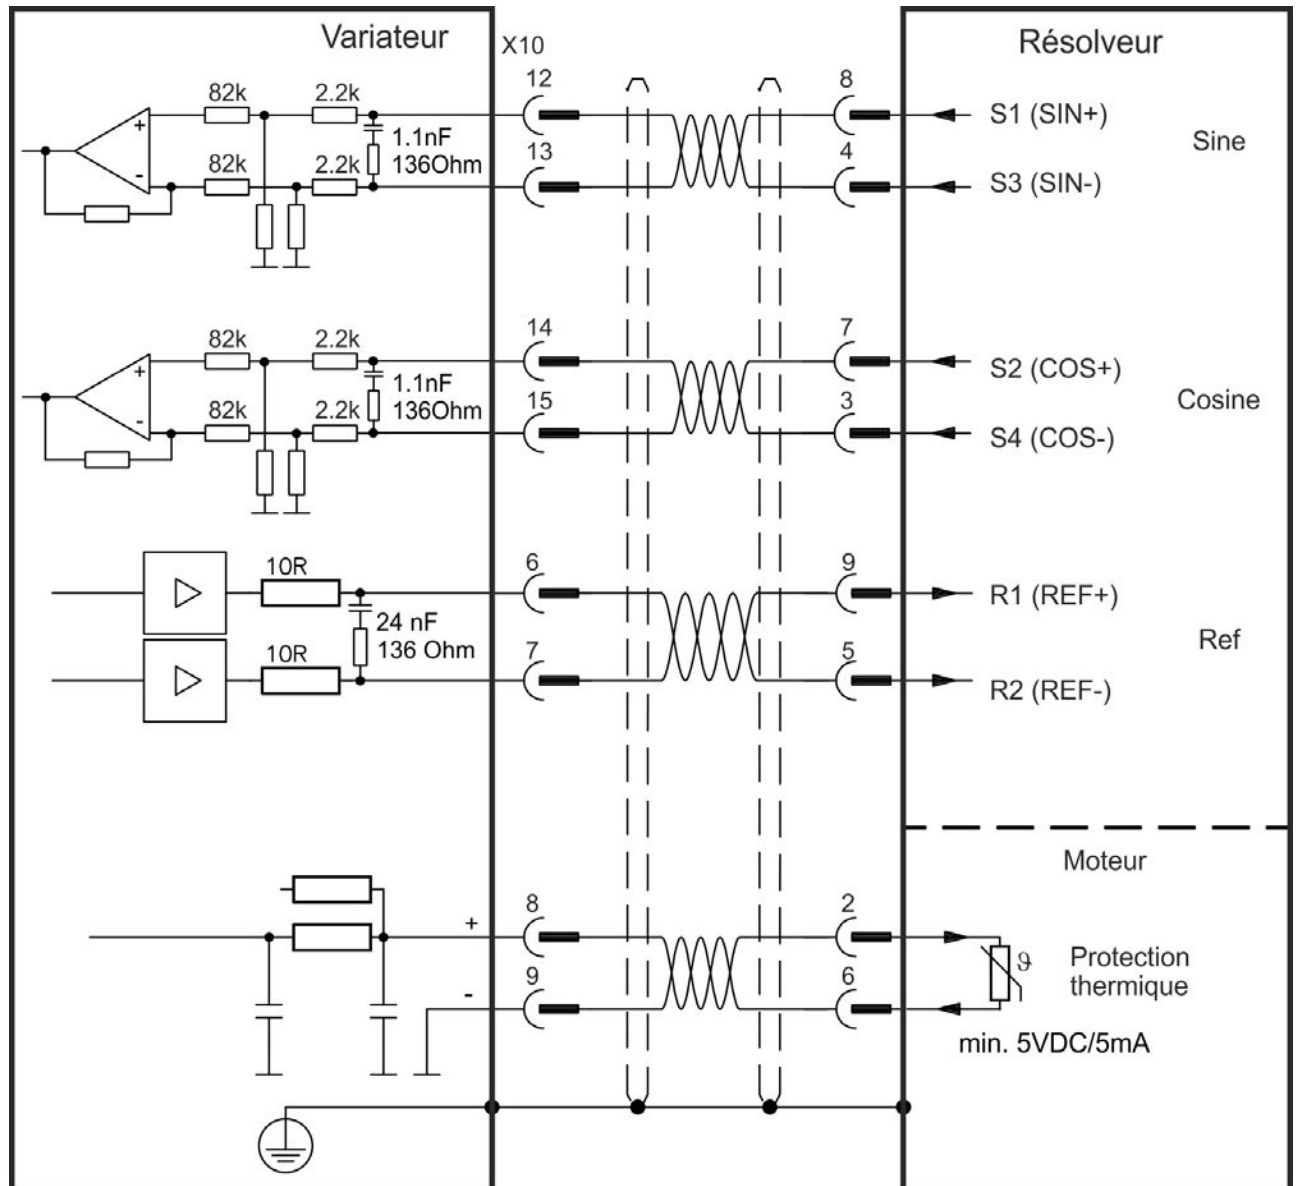 Variateur
X10
Résolveur
82k
2.2k
12
8
S1 (SIN+)
1.1nF
136Ohm
Sine
82k
2.2k
13
4
S3 (SIN-)
+
-
82k
2.2k
14
7
S2 (COS+)
1.1nF
136Ohm
Cosine
82k
2.2k
15
3
S4 (COS-)
+
-
10R
6
9
R1 (REF+)
24 nF
136 Ohm
Ref
10R
7
5
R2 (REF-)
Moteur
+
8
2
Protection
thermique
ϑ
-
9
6
min. 5VDC/5mA